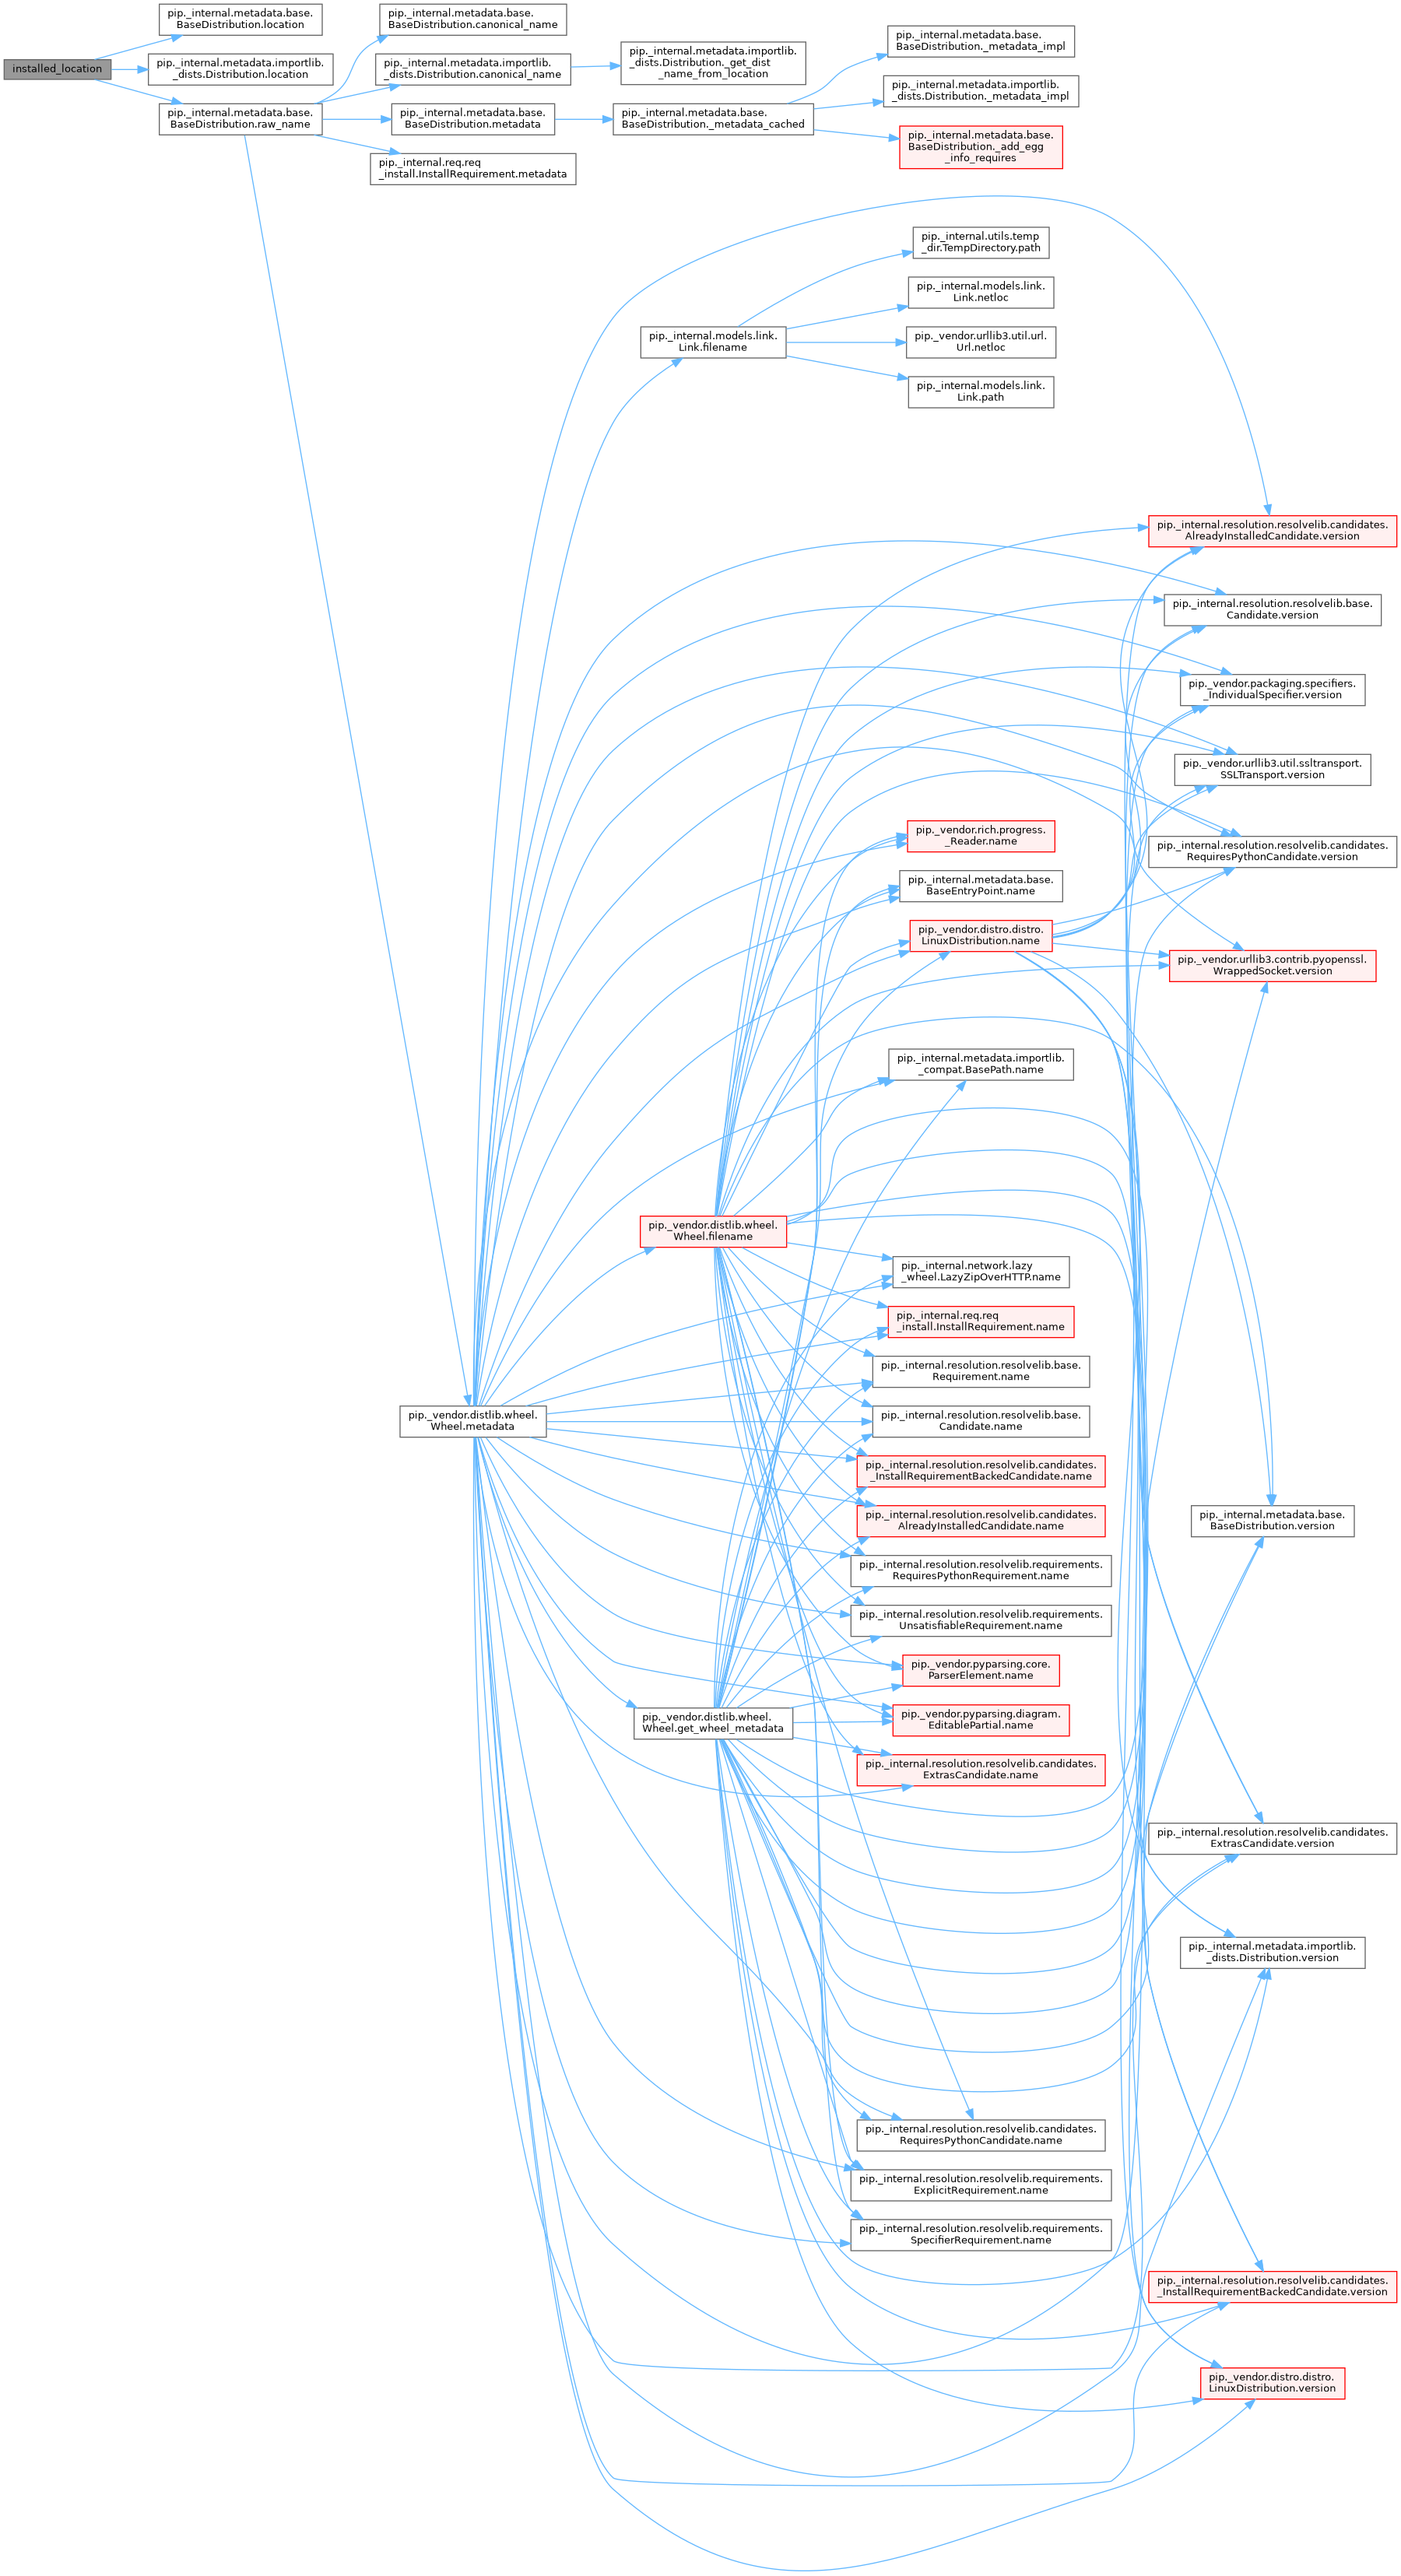 installed_location
pip._internal.metadata.base.
BaseDistribution.location
pip._internal.metadata.importlib.
_dists.Distribution.location
pip._internal.metadata.base.
BaseDistribution.raw_name
pip._internal.metadata.base.
BaseDistribution.canonical_name
pip._internal.metadata.importlib.
_dists.Distribution.canonical_name
pip._internal.metadata.base.
BaseDistribution.metadata
pip._internal.req.req
_install.InstallRequirement.metadata
pip._internal.metadata.importlib.
_dists.Distribution._get_dist
_name_from_location
pip._internal.metadata.base.
BaseDistribution._metadata_cached
pip._internal.metadata.base.
BaseDistribution._metadata_impl
pip._internal.metadata.importlib.
_dists.Distribution._metadata_impl
pip._internal.metadata.base.
BaseDistribution._add_egg
_info_requires
pip._internal.utils.temp
_dir.TempDirectory.path
pip._internal.models.link.
Link.netloc
pip._internal.models.link.
Link.filename
pip._vendor.urllib3.util.url.
Url.netloc
pip._internal.models.link.
Link.path
pip._internal.resolution.resolvelib.candidates.
AlreadyInstalledCandidate.version
pip._internal.resolution.resolvelib.base.
Candidate.version
pip._vendor.packaging.specifiers.
_IndividualSpecifier.version
pip._vendor.urllib3.util.ssltransport.
SSLTransport.version
pip._vendor.rich.progress.
_Reader.name
pip._internal.resolution.resolvelib.candidates.
RequiresPythonCandidate.version
pip._internal.metadata.base.
BaseEntryPoint.name
pip._vendor.distro.distro.
LinuxDistribution.name
pip._vendor.urllib3.contrib.pyopenssl.
WrappedSocket.version
pip._internal.metadata.importlib.
_compat.BasePath.name
pip._vendor.distlib.wheel.
Wheel.filename
pip._internal.network.lazy
_wheel.LazyZipOverHTTP.name
pip._internal.req.req
_install.InstallRequirement.name
pip._internal.resolution.resolvelib.base.
Requirement.name
pip._vendor.distlib.wheel.
Wheel.metadata
pip._internal.resolution.resolvelib.base.
Candidate.name
pip._internal.resolution.resolvelib.candidates.
_InstallRequirementBackedCandidate.name
pip._internal.resolution.resolvelib.candidates.
AlreadyInstalledCandidate.name
pip._internal.metadata.base.
BaseDistribution.version
pip._internal.resolution.resolvelib.requirements.
RequiresPythonRequirement.name
pip._internal.resolution.resolvelib.requirements.
UnsatisfiableRequirement.name
pip._vendor.pyparsing.core.
ParserElement.name
pip._vendor.distlib.wheel.
Wheel.get_wheel_metadata
pip._vendor.pyparsing.diagram.
EditablePartial.name
pip._internal.resolution.resolvelib.candidates.
ExtrasCandidate.name
pip._internal.resolution.resolvelib.candidates.
ExtrasCandidate.version
pip._internal.metadata.importlib.
_dists.Distribution.version
pip._internal.resolution.resolvelib.candidates.
RequiresPythonCandidate.name
pip._internal.resolution.resolvelib.requirements.
ExplicitRequirement.name
pip._internal.resolution.resolvelib.requirements.
SpecifierRequirement.name
pip._internal.resolution.resolvelib.candidates.
_InstallRequirementBackedCandidate.version
pip._vendor.distro.distro.
LinuxDistribution.version